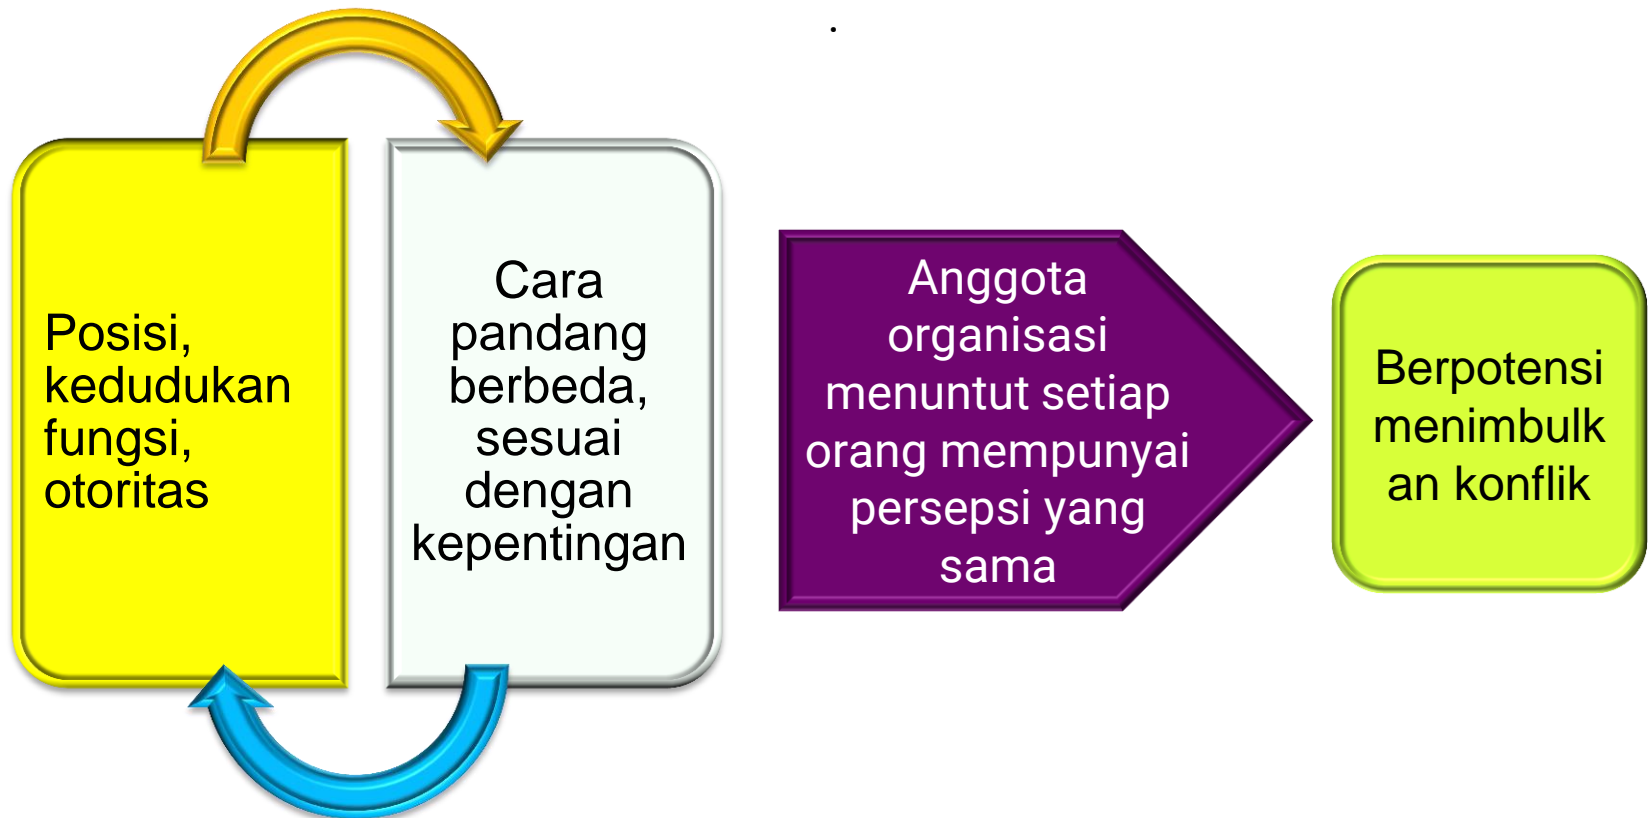 .
Posisi,
kedudukan
fungsi,
otoritas
Cara
pandang
berbeda,
sesuai
dengan
kepentingan
Anggota
organisasi
menuntut setiap
orang mempunyai
persepsi yang
sama
Berpotensi
menimbulk
an konflik